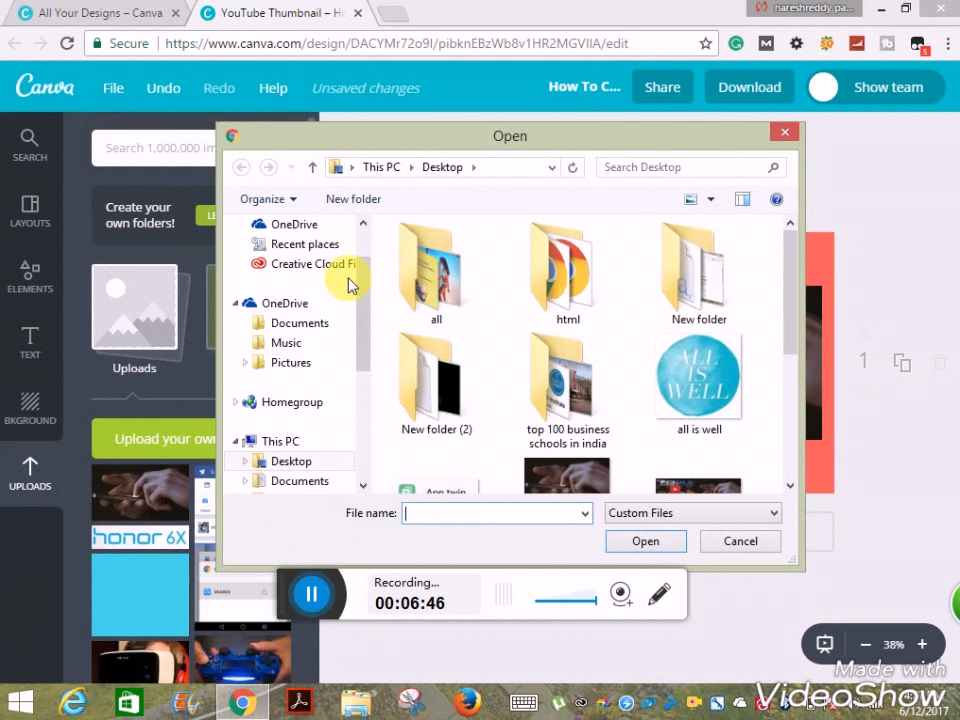 All Your Designs – Canva
YouTube Thumbnail – Ho
nareshreddy pa...
Secure
https://www.canva.com/design/DACYMr72o9I/pibknEBzWb8v1HR2MGVIIA/edit
5
Canva
File
Undo
Redo
Help
Unsaved changes
How To C...
Share
Download
Show team
SEARCH
LAYOUTS
ELEMENTS
TEXT
BKGROUND
UPLOADS
Search 1,000,000 im
Create your
own folders!
Uploads
Upload your own
honor 6X
Open
This PC
Desktop
Search Desktop
Organize
New folder
OneDrive
Recent places
Creative Cloud Fi
OneDrive
Documents
Music
Pictures
Homegroup
This PC
Desktop
Documents
all
html
New folder
New folder (2)
top 100 business
schools in india
ALL
IS
WELL
all is well
App twin
File name:
Custom Files
Open
Cancel
Recording...
00:06:46
1
38%
Made with
VideoShow
6/12/2017